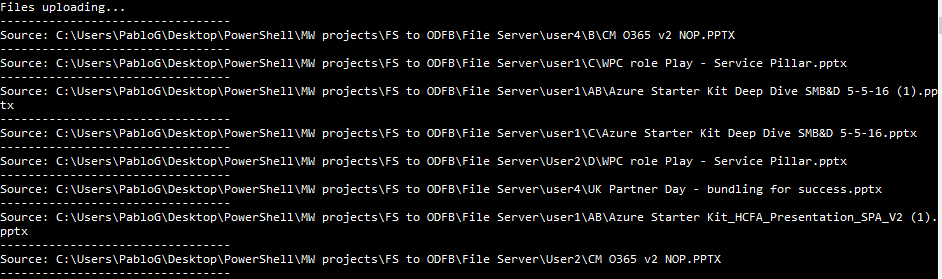 Files uploading...
---------------------------------
Source: C:\Users\PabloG\Desktop\PowerShell\MW projects\FS to ODFB\File Server\user4\B\CM O365 v2 NOP.PPTX
---------------------------------
Source: C:\Users\PabloG\Desktop\PowerShell\MW projects\FS to ODFB\File Server\user1\C\WPC role Play - Service Pillar.pptx
---------------------------------
Source: C:\Users\PabloG\Desktop\PowerShell\MW projects\FS to ODFB\File Server\user1\AB\Azure Starter Kit Deep Dive SMB&D 5-5-16 (1).pp
tx
---------------------------------
Source: C:\Users\PabloG\Desktop\PowerShell\MW projects\FS to ODFB\File Server\user1\C\Azure Starter Kit Deep Dive SMB&D 5-5-16.pptx
---------------------------------
Source: C:\Users\PabloG\Desktop\PowerShell\MW projects\FS to ODFB\File Server\User2\D\WPC role Play - Service Pillar.pptx
---------------------------------
Source: C:\Users\PabloG\Desktop\PowerShell\MW projects\FS to ODFB\File Server\user4\UK Partner Day - bundling for success.pptx
---------------------------------
Source: C:\Users\PabloG\Desktop\PowerShell\MW projects\FS to ODFB\File Server\user1\AB\Azure Starter Kit_HCFA_Presentation_SPA_V2 (1).
pptx
---------------------------------
Source: C:\Users\PabloG\Desktop\PowerShell\MW projects\FS to ODFB\File Server\User2\CM O365 v2 NOP.PPTX
---------------------------------